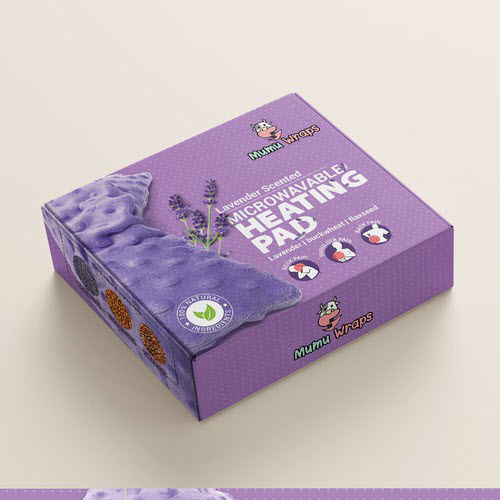 Mumu Wraps
Lavender Scented
MICROWAVABLE
HEATING
PAD
Lavender | buckwheat | flaxseed
100% NATURAL
INGREDIENTS
Mumu Wraps